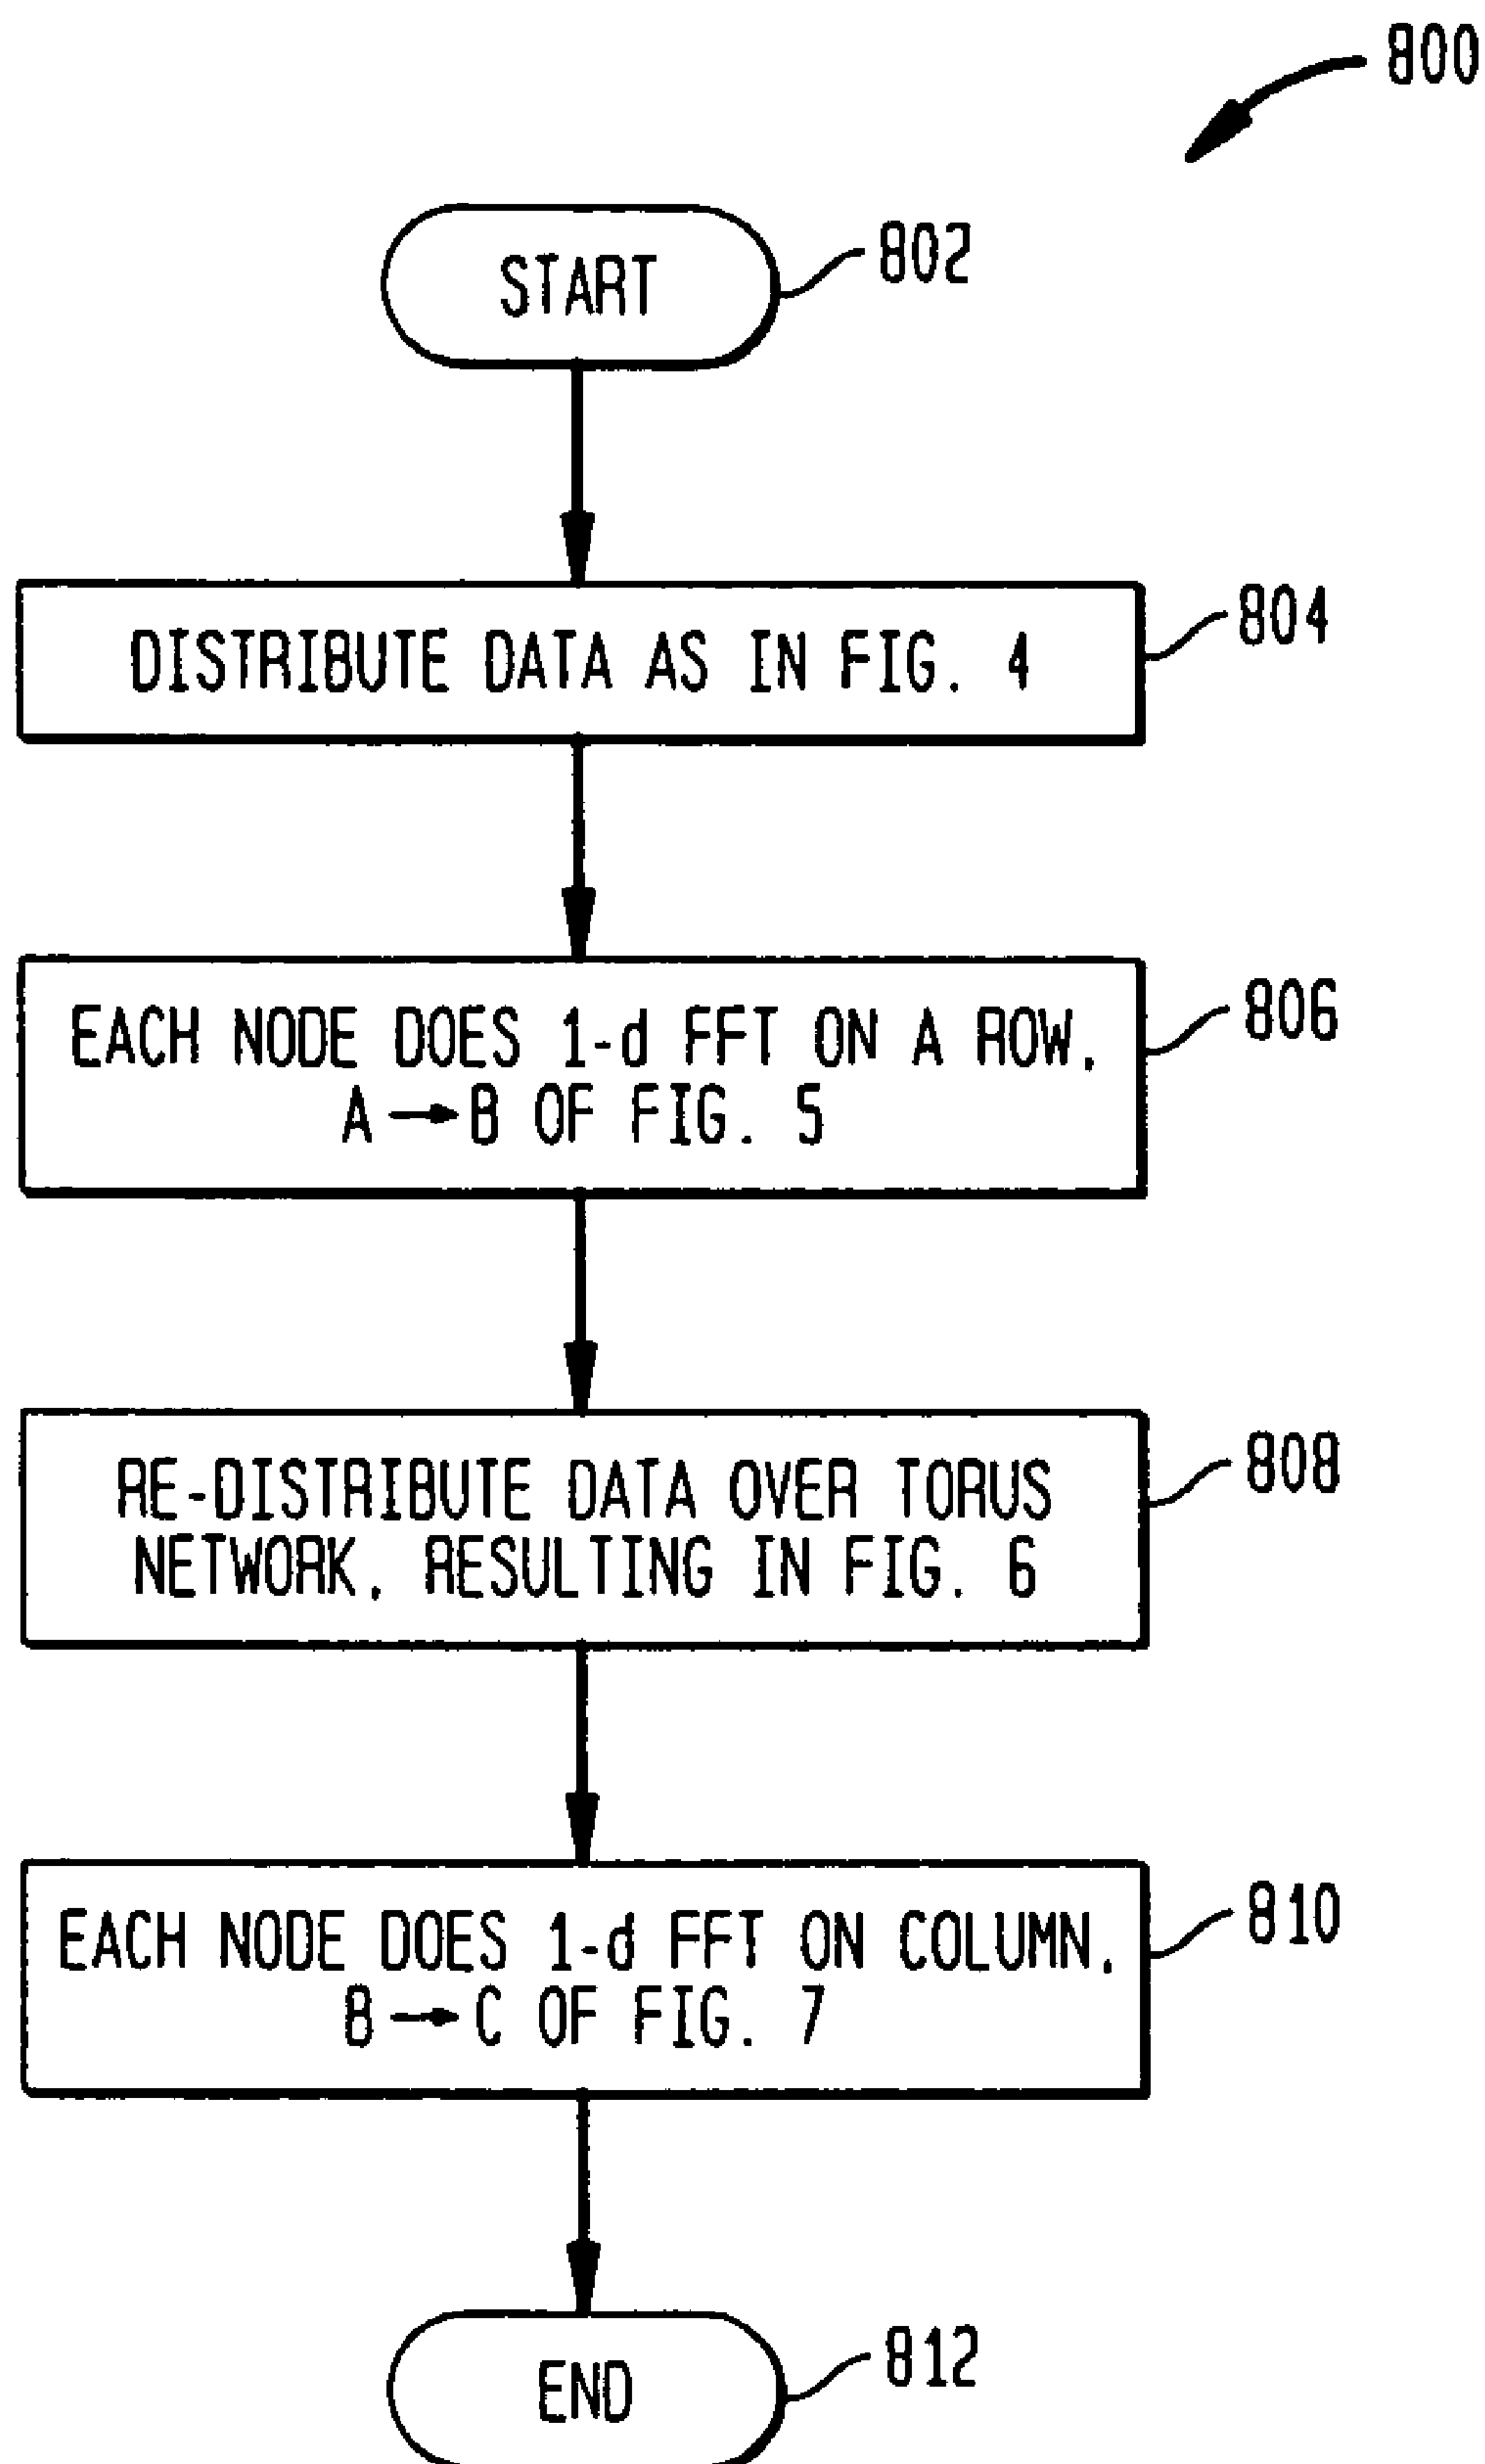 800
START
802
DISTRIBUTE DATA AS IN FIG. 4
804
EACH NODE DOES 1-d FFT ON A ROW,
A → B OF FIG. 5
806
RE-DISTRIBUTE DATA OVER TORUS
NETWORK, RESULTING IN FIG. 6
808
EACH NODE DOES 1-d FFT ON COLUMN,
B → C OF FIG. 7
810
END
812